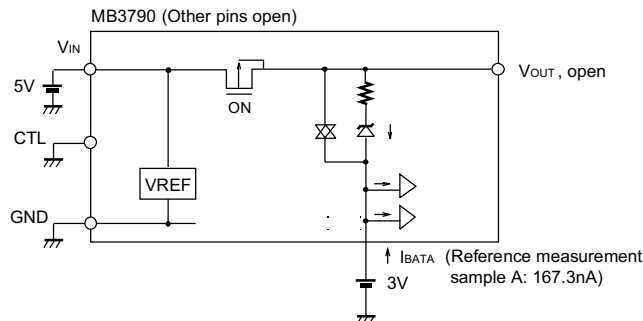 MB3790 (Other pins open)
VIN
VOUT , open
5V
ON
CTL
VREF
GND
IBATA (Reference measurement
sample A: 167.3nA)
3V